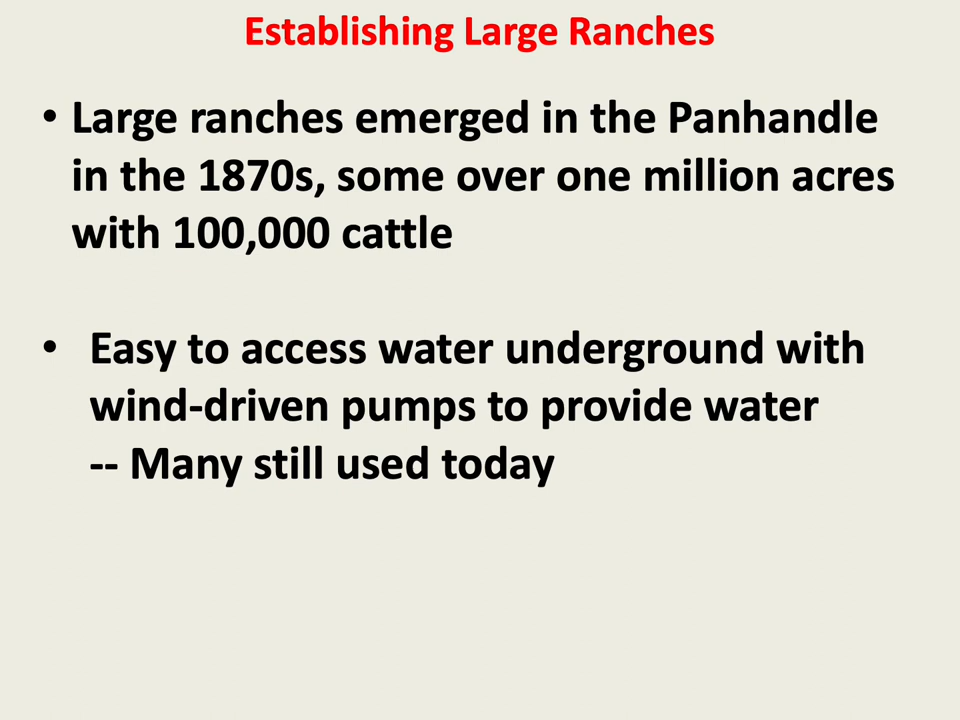 Establishing Large Ranches
• Large ranches emerged in the Panhandle
in the 1870s, some over one million acres
with 100,000 cattle
• Easy to access water underground with
wind-driven pumps to provide water
-- Many still used today